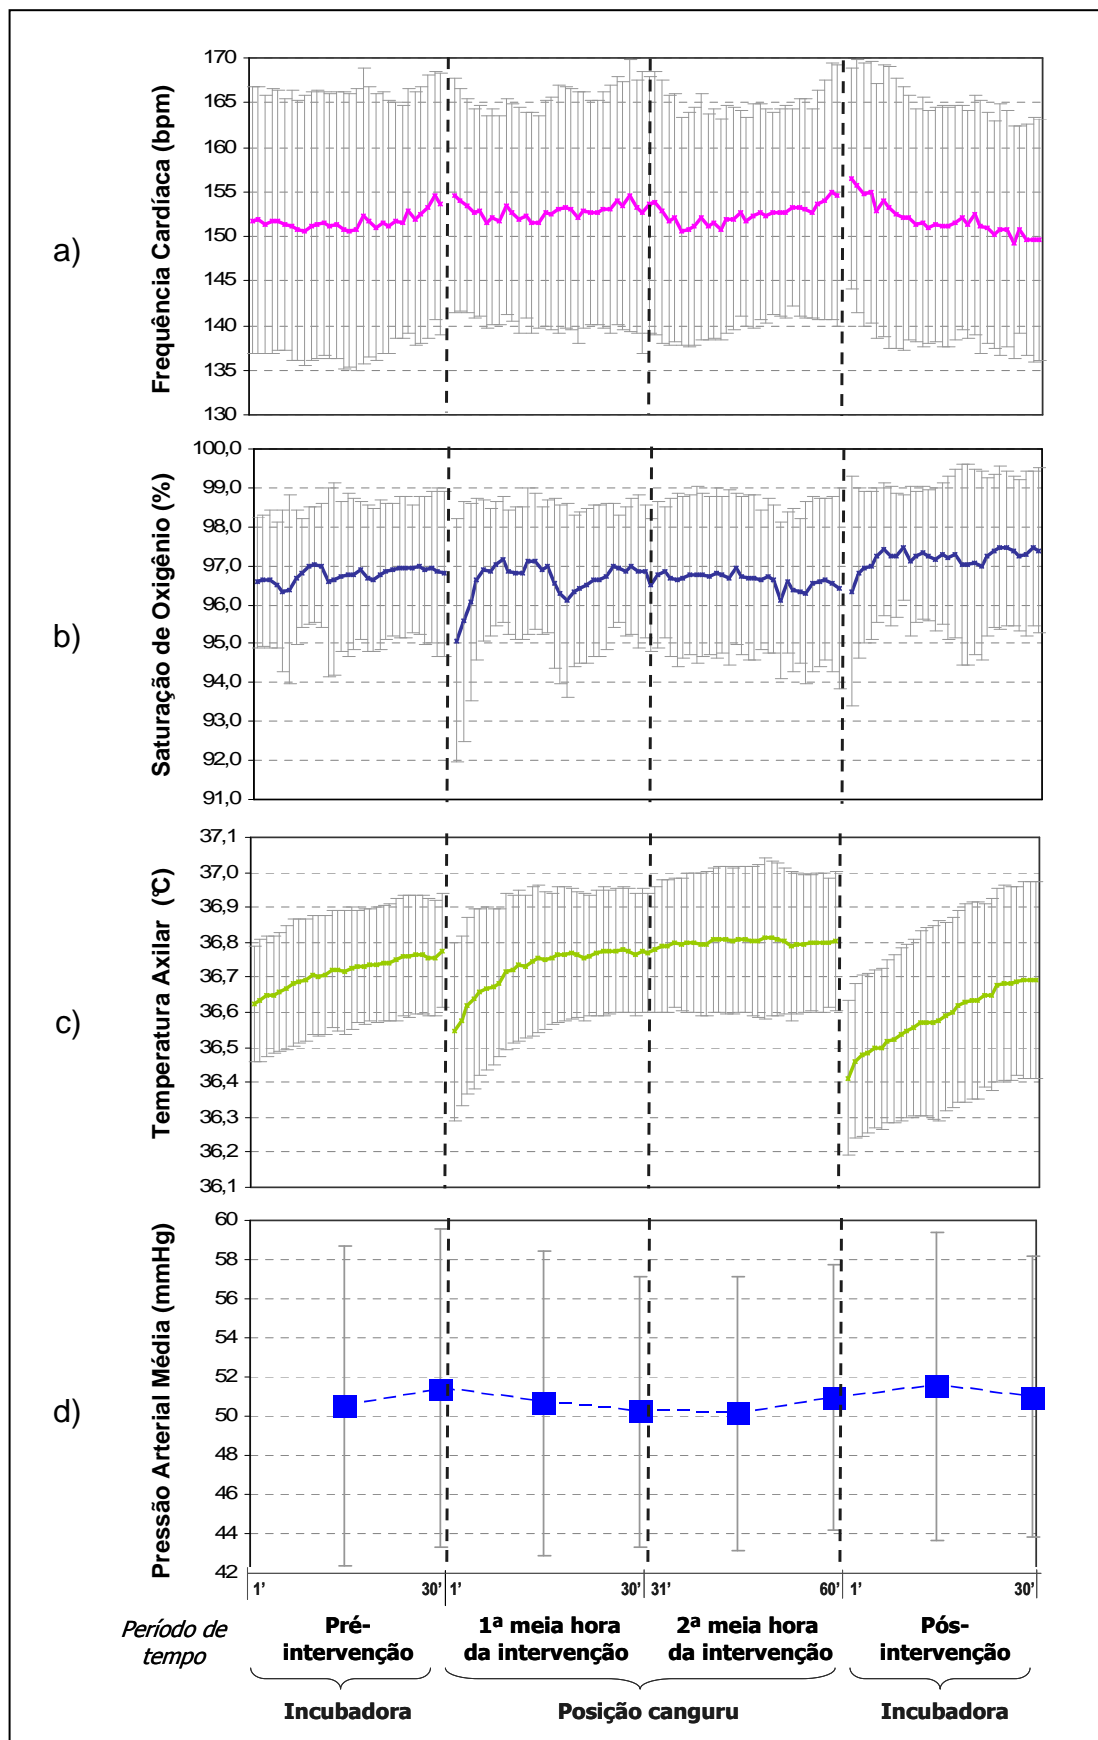 a)
Frequência Cardíaca (bpm)
170
165
160
155
150
145
140
135
130
b)
Saturação de Oxigênio (%)
100,0
99,0
98,0
97,0
96,0
95,0
94,0
93,0
92,0
91,0
c)
Temperatura Axilar (°C)
37,1
37,0
36,9
36,8
36,7
36,6
36,5
36,4
36,3
36,2
36,1
d)
Pressão Arterial Média (mmHg)
60
58
56
54
52
50
48
46
44
42
1' 30' 1' 30' 31' 60' 1' 30'
Período de tempo
Pré-
intervenção
1ª meia hora
da intervenção
2ª meia hora
da intervenção
Pós-
intervenção
Incubadora Posição canguru Incubadora